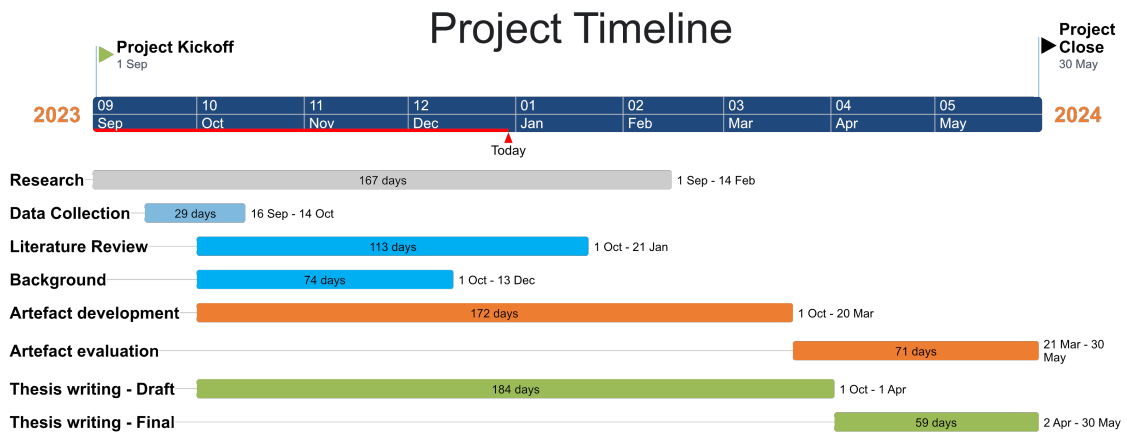 Project Timeline
Project Kickoff
1 Sep
Project
Close
30 May
2023
09 10 11 12 01 02 03 04 05
Sep Oct Nov Dec Jan Feb Mar Apr May
2024
Today
Research 167 days 1 Sep - 14 Feb
Data Collection 29 days 16 Sep - 14 Oct
Literature Review 113 days 1 Oct - 21 Jan
Background 74 days 1 Oct - 13 Dec
Artefact development 172 days 1 Oct - 20 Mar
Artefact evaluation 71 days 21 Mar - 30
May
Thesis writing - Draft 184 days 1 Oct - 1 Apr
Thesis writing - Final 59 days 2 Apr - 30 May